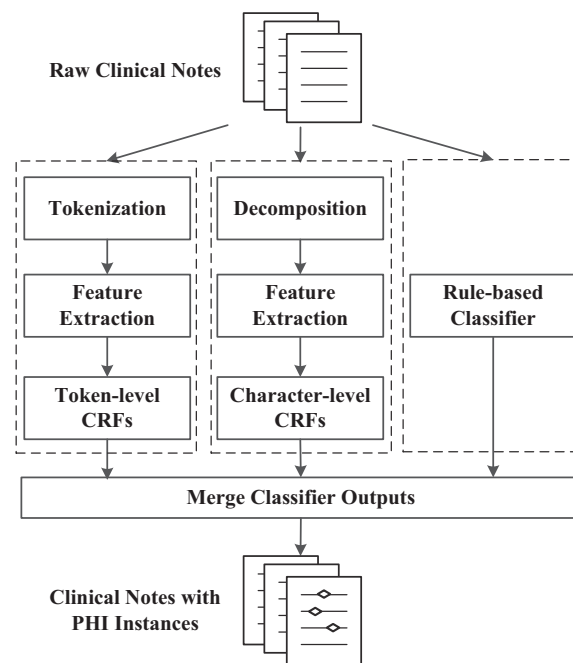 Raw Clinical Notes
Tokenization
Feature
Extraction
Token-level
CRFs
Decomposition
Feature
Extraction
Character-level
CRFs
Rule-based
Classifier
Merge Classifier Outputs
Clinical Notes with
PHI Instances